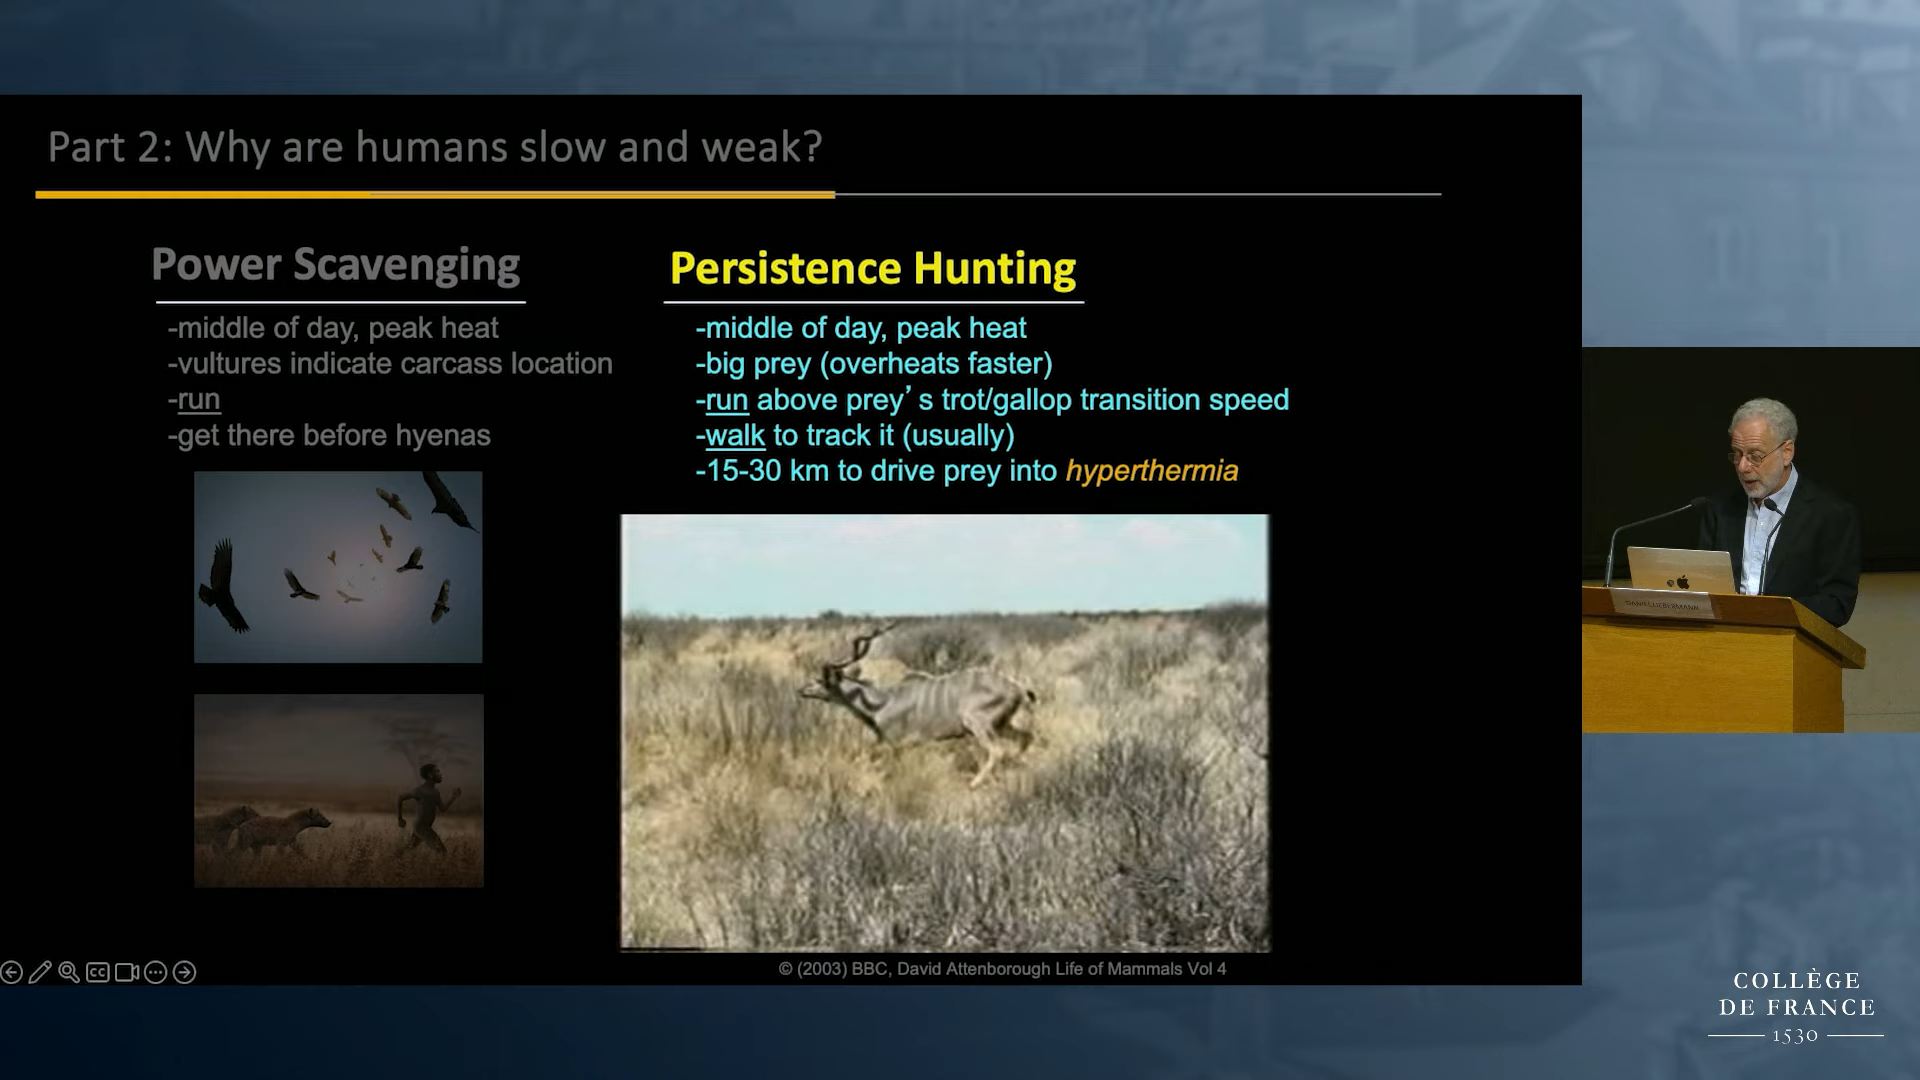 Part 2: Why are humans slow and weak?
Power Scavenging
-middle of day, peak heat
-vultures indicate carcass location
-run
-get there before hyenas
Persistence Hunting
-middle of day, peak heat
-big prey (overheats faster)
-run above prey’s trot/gallop transition speed
-walk to track it (usually)
-15-30 km to drive prey into hyperthermia
© (2003) BBC, David Attenborough Life of Mammals Vol 4
CC
DANIEL LIEBERMANN
COLLÈGE
DE FRANCE
1530